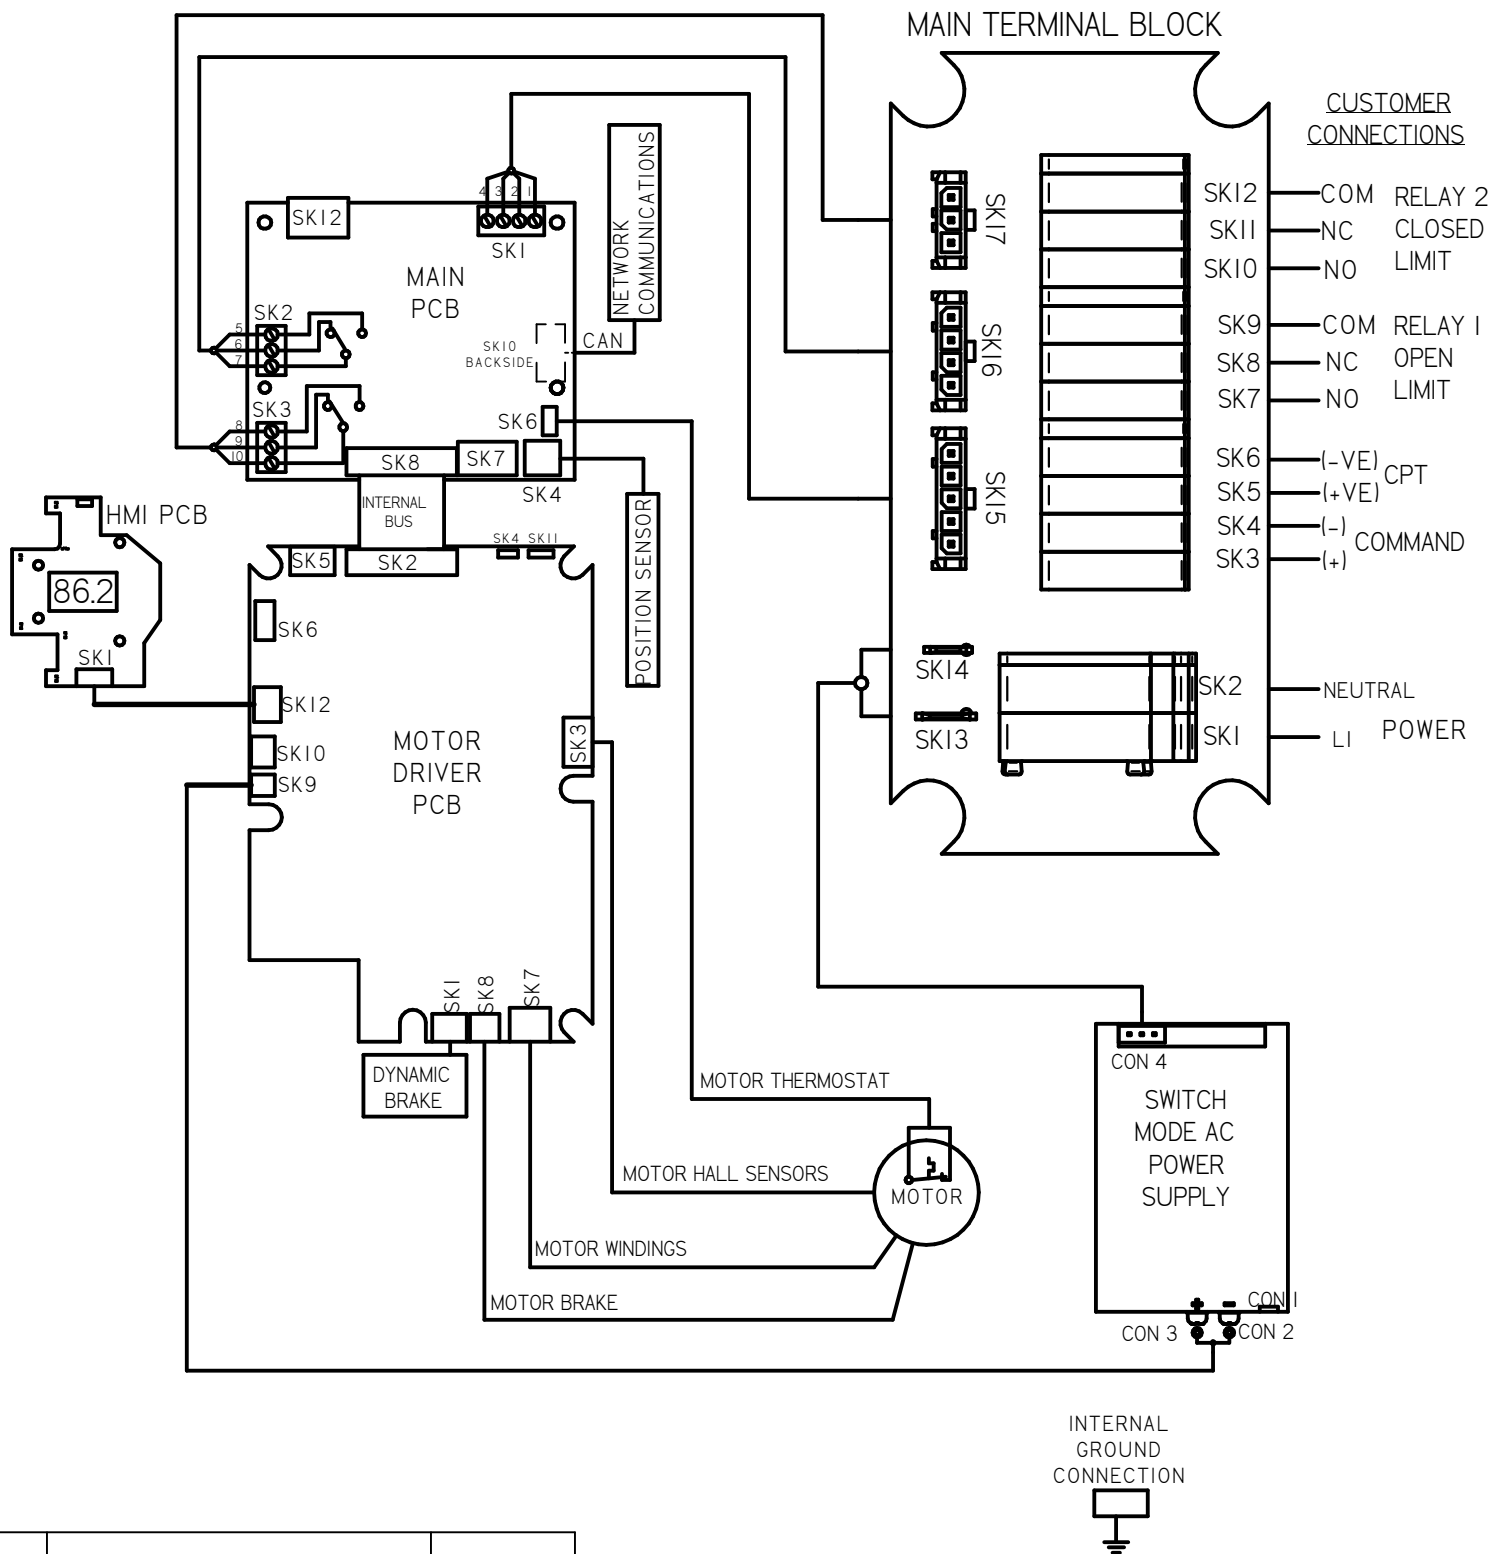 MAIN TERMINAL BLOCK
CUSTOMER
CONNECTIONS
SK12
COM
RELAY 2
SK11
NC
CLOSED
SK10
NO
LIMIT
SK9
COM
RELAY 1
SK8
NC
OPEN
SK7
NO
LIMIT
SK6
(-VE)
CPT
SK5
(+VE)
SK4
(-)
COMMAND
SK3
(+)
SK2
NEUTRAL
SK1
L1
POWER
SK17
SK16
SK15
SK14
SK13
NETWORK
COMMUNICATIONS
CAN
SK12
4 3 2 1
SK1
MAIN
PCB
SK2
5
6
7
SK10
BACKSIDE
SK3
8
9
10
SK6
SK8
SK7
SK4
INTERNAL
BUS
POSITION SENSOR
HMI PCB
86.2
SK1
SK5
SK2
SK4 SK11
SK6
SK12
SK10
SK9
SK3
MOTOR
DRIVER
PCB
SK1
SK8
SK7
DYNAMIC
BRAKE
MOTOR THERMOSTAT
MOTOR HALL SENSORS
MOTOR
MOTOR WINDINGS
MOTOR BRAKE
CON 4
SWITCH
MODE AC
POWER
SUPPLY
+ -
CON 1
CON 3
CON 2
INTERNAL
GROUND
CONNECTION